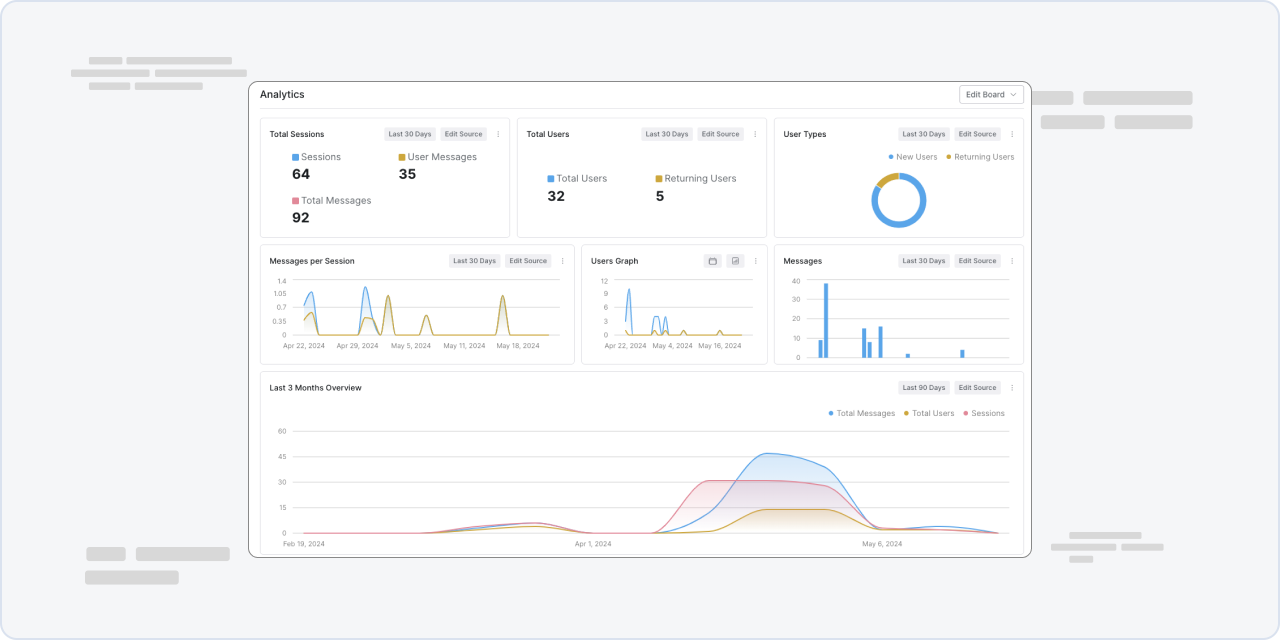 Analytics
Edit Board
Total Sessions
Last 30 Days
Edit Source
Sessions
64
User Messages
35
Total Messages
92
Total Users
Last 30 Days
Edit Source
Total Users
32
Returning Users
5
User Types
Last 30 Days
Edit Source
New Users
Returning Users
Messages per Session
Last 30 Days
Edit Source
1.4
1.05
0.7
0.35
0
Apr 22, 2024
Apr 29, 2024
May 5, 2024
May 11, 2024
May 18, 2024
Users Graph
12
9
6
3
0
Apr 22, 2024
May 4, 2024
May 16, 2024
Messages
Last 30 Days
Edit Source
40
30
20
10
0
Last 3 Months Overview
Last 90 Days
Edit Source
Total Messages
Total Users
Sessions
60
45
30
15
0
Feb 19, 2024
Apr 1, 2024
May 6, 2024